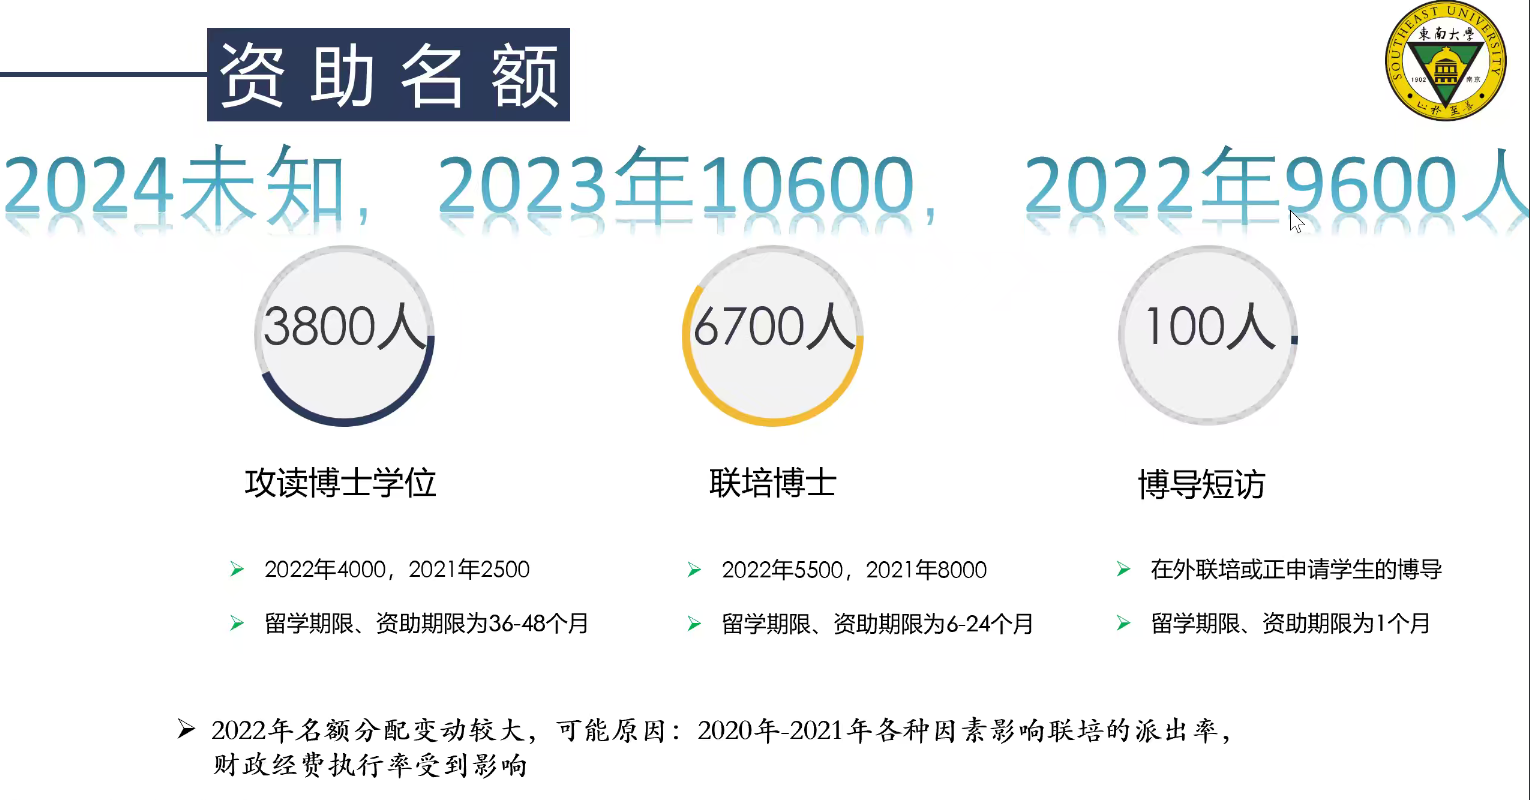 资助名额
SOUTHEAST UNIVERSITY
東南大學
1902 南京
止於至善
2024未知， 2023年10600， 2022年9600人
3800人
6700人
100人
攻读博士学位
联培博士
博导短访
2022年4000，2021年2500
2022年5500，2021年8000
在外联培或正申请学生的博导
留学期限、资助期限为36-48个月
留学期限、资助期限为6-24个月
留学期限、资助期限为1个月
2022年名额分配变动较大，可能原因：2020年-2021年各种因素影响联培的派出率，
财政经费执行率受到影响